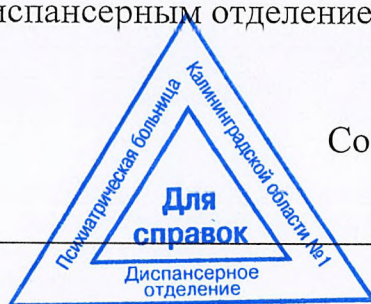 испансерным отделение
Со
Психиатрическая больница
Калининградской области №1
Для
справок
Диспансерное
отделение